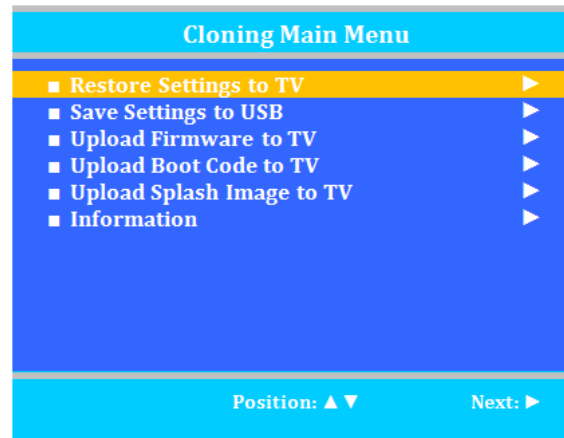 Cloning Main Menu
■ Restore Settings to TV ▶
■ Save Settings to USB ▶
■ Upload Firmware to TV ▶
■ Upload Boot Code to TV ▶
■ Upload Splash Image to TV ▶
■ Information ▶
Position: ▲ ▼ Next: ▶